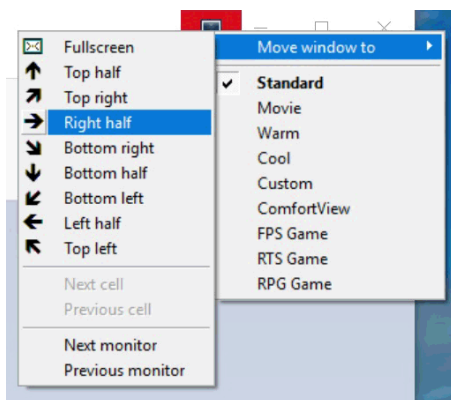 Fullscreen
Top half
Top right
Right half
Bottom right
Bottom half
Bottom left
Left half
Top left
Next cell
Previous cell
Next monitor
Previous monitor
Move window to
Standard
Movie
Warm
Cool
Custom
ComfortView
FPS Game
RTS Game
RPG Game